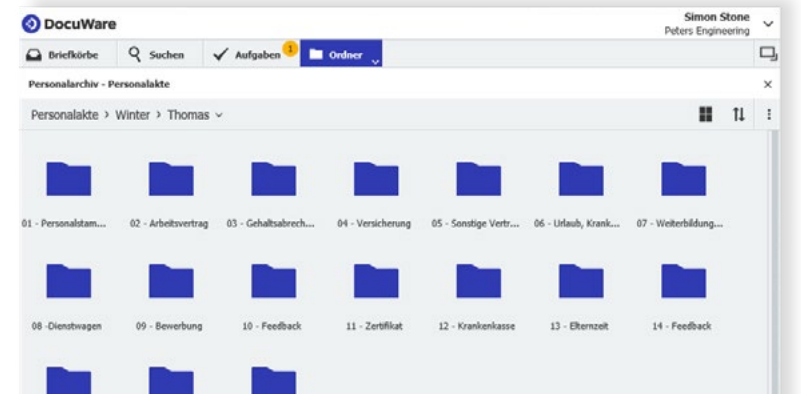 DocuWare
Simon Stone
Peters Engineering
Briefkörbe Suchen Aufgaben 1 Ordner
Personalarchiv - Personalakte
Personalakte > Winter > Thomas
01 - Personalstam... 02 - Arbeitsvertrag 03 - Gehaltsabrech... 04 - Versicherung 05 - Sonstige Vertr... 06 - Urlaub, Krank... 07 - Weiterbildung...
08 -Dienstwagen 09 - Bewerbung 10 - Feedback 11 - Zertifikat 12 - Krankenkasse 13 - Elternzeit 14 - Feedback